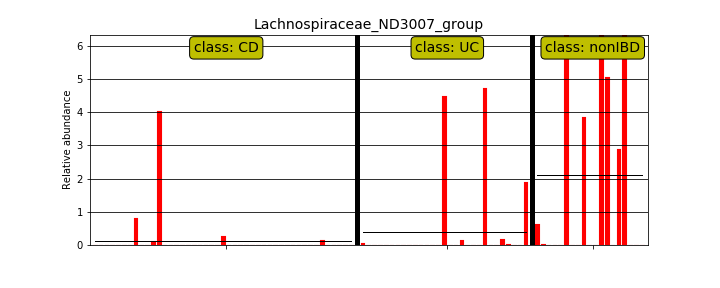 Lachnospiraceae_ND3007_group
class: CD
class: UC
class: nonIBD
Relative abundance
6
5
4
3
2
1
0